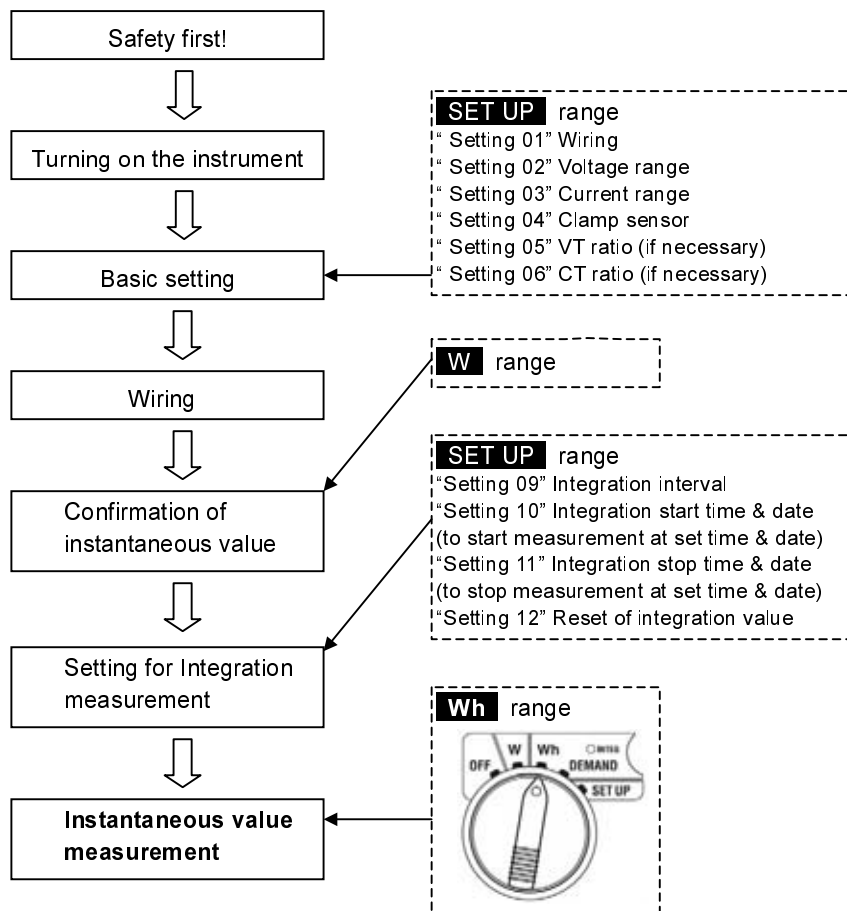 Safety first!
Turning on the instrument
Basic setting
Wiring
Confirmation of
instantaneous value
Setting for Integration
measurement
Instantaneous value
measurement
SET UP range
“ Setting 01” Wiring
“ Setting 02” Voltage range
“ Setting 03” Current range
“ Setting 04” Clamp sensor
“ Setting 05” VT ratio (if necessary)
“ Setting 06” CT ratio (if necessary)
W range
SET UP range
“Setting 09” Integration interval
“Setting 10” Integration start time & date
(to start measurement at set time & date)
“Setting 11” Integration stop time & date
(to stop measurement at set time & date)
“Setting 12” Reset of integration value
Wh range
OFF
W
Wh
INTEG
DEMAND
SET UP